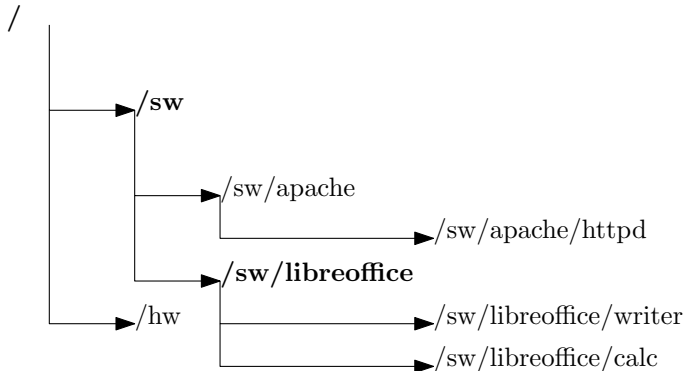 /
/sw
/sw/apache
/sw/apache/httpd
/sw/libreoffice
/hw
/sw/libreoffice/writer
/sw/libreoffice/calc